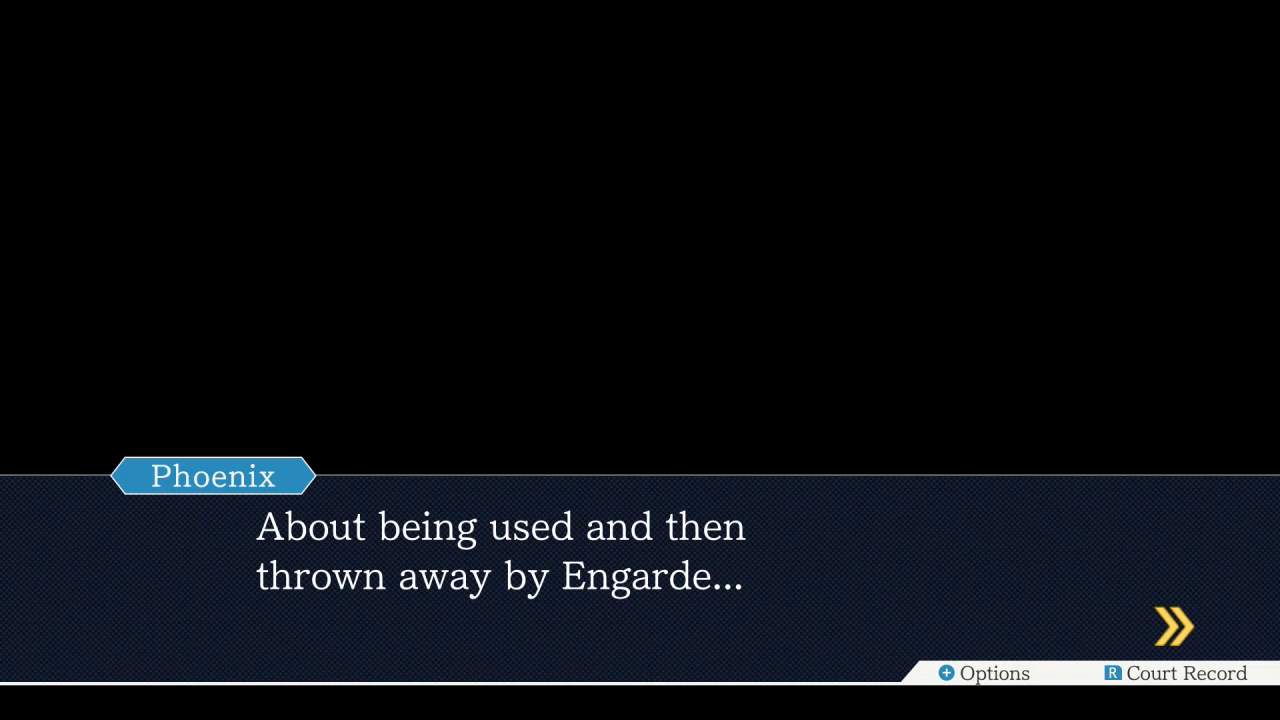 Phoenix
About being used and then
thrown away by Engarde...
+ Options
R Court Record